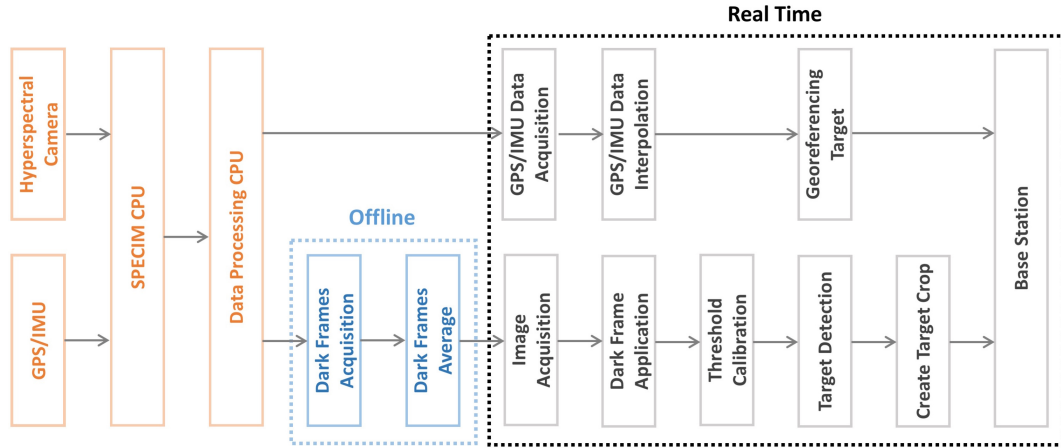 Real Time
Hyperspectral
Camera
GPS/IMU
SPECIM CPU
Data Processing CPU
Offline
Dark Frames
Acquisition
Dark Frames
Average
GPS/IMU Data
Acquisition
GPS/IMU Data
Interpolation
Georeferencing
Target
Image
Acquisition
Dark Frame
Application
Threshold
Calibration
Target Detection
Create Target Crop
Base Station